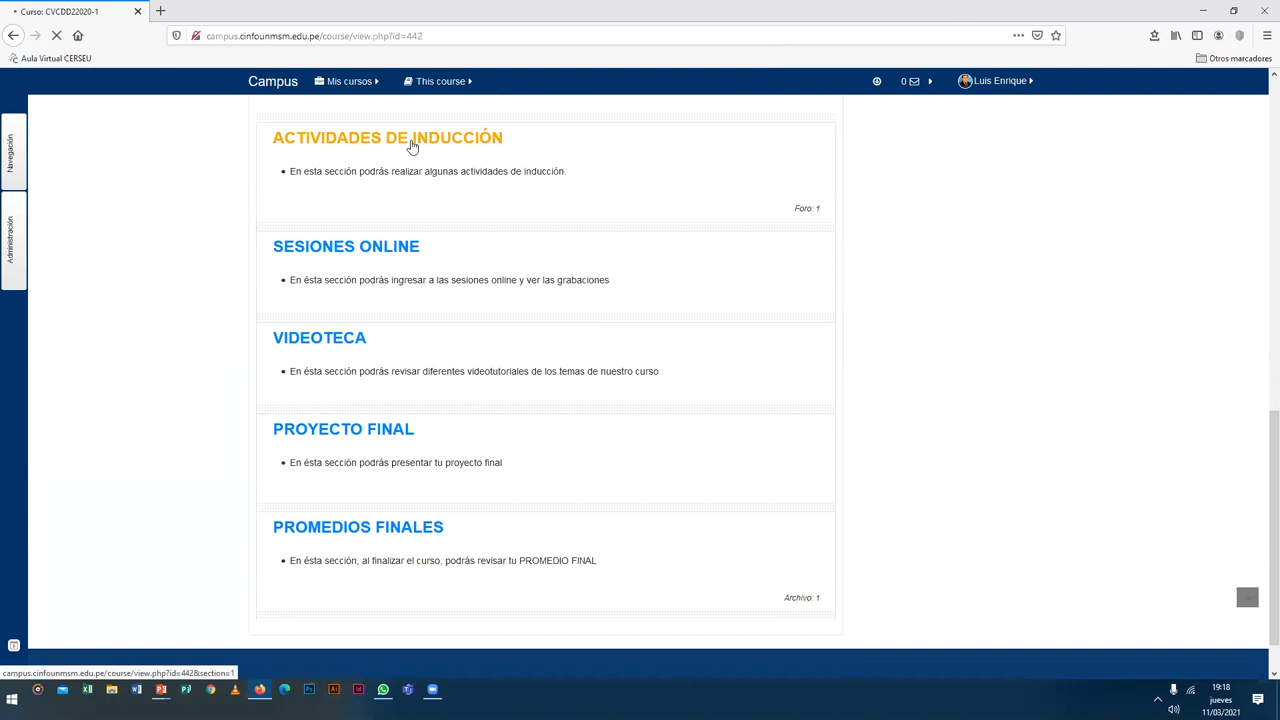 Curso: CVCDD22020-1
campus.cinfounmsm.edu.pe/course/view.php?id=442
Aula Virtual CERSEU
Otros marcadores
Campus
Mis cursos
This course
0
Luis Enrique
Navegación
Administración
ACTIVIDADES DE INDUCCIÓN
• En esta sección podrás realizar algunas actividades de inducción.
Foro: 1
SESIONES ONLINE
• En ésta sección podrás ingresar a las sesiones online y ver las grabaciones
VIDEOTECA
• En ésta sección podrás revisar diferentes videotutoriales de los temas de nuestro curso
PROYECTO FINAL
• En ésta sección podrás presentar tu proyecto final
PROMEDIOS FINALES
• En ésta sección, al finalizar el curso, podrás revisar tu PROMEDIO FINAL
Archivo: 1
campus.cinfounmsm.edu.pe/course/view.php?id=442&section=1
19:18
jueves
11/03/2021